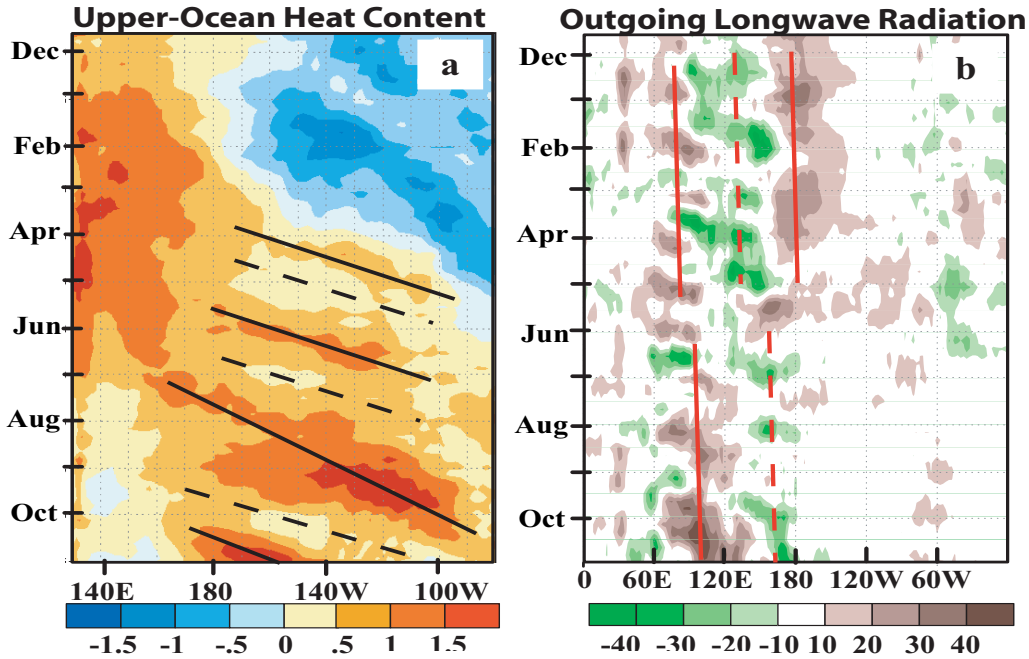 Upper-Ocean Heat Content
a
Dec
Feb
Apr
Jun
Aug
Oct
140E 180 140W 100W
-1.5 -1 -.5 0 .5 1 1.5
Outgoing Longwave Radiation
b
Dec
Feb
Apr
Jun
Aug
Oct
0 60E 120E 180 120W 60W
-40 -30 -20 -10 10 20 30 40